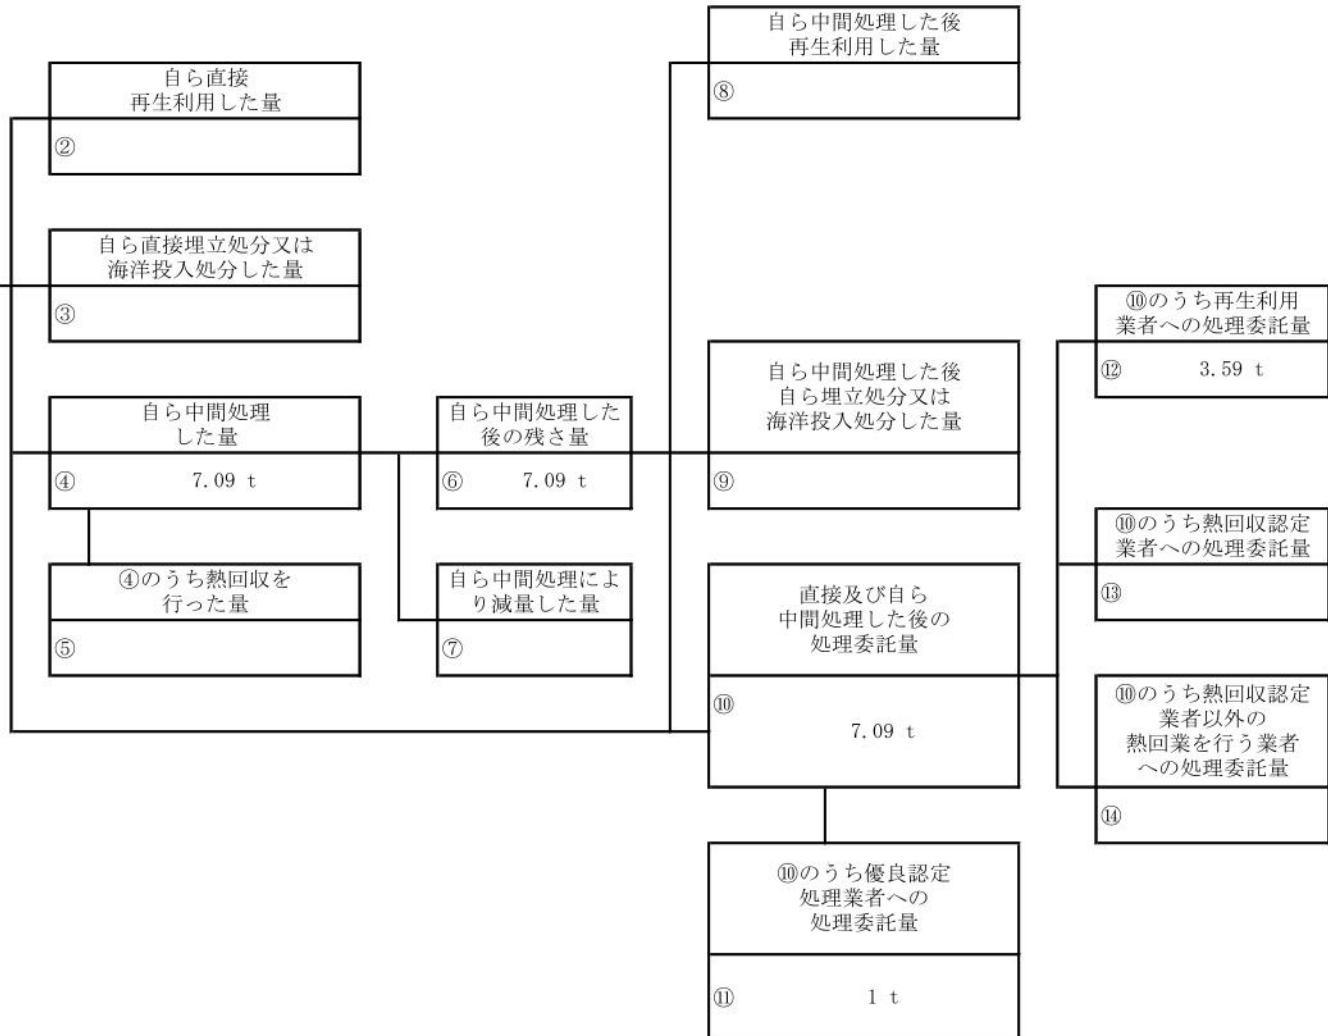 自ら直接
再生利用した量
②
自ら直接埋立処分又は
海洋投入処分した量
③
自ら中間処理
した量
④ 7.09 t
④のうち熱回収を
行った量
⑤
自ら中間処理した
後の残さ量
⑥ 7.09 t
自ら中間処理によ
り減量した量
⑦
自ら中間処理した後
再生利用した量
⑧
自ら中間処理した後
自ら埋立処分又は
海洋投入処分した量
⑨
直接及び自ら
中間処理した後の
処理委託量
⑩
7.09 t
⑩のうち優良認定
処理業者への
処理委託量
⑪ 1 t
⑩のうち再生利用
業者への処理委託量
⑫ 3.59 t
⑩のうち熱回収認定
業者への処理委託量
⑬
⑩のうち熱回収認定
業者以外の
熱回業を行う業者
への処理委託量
⑭